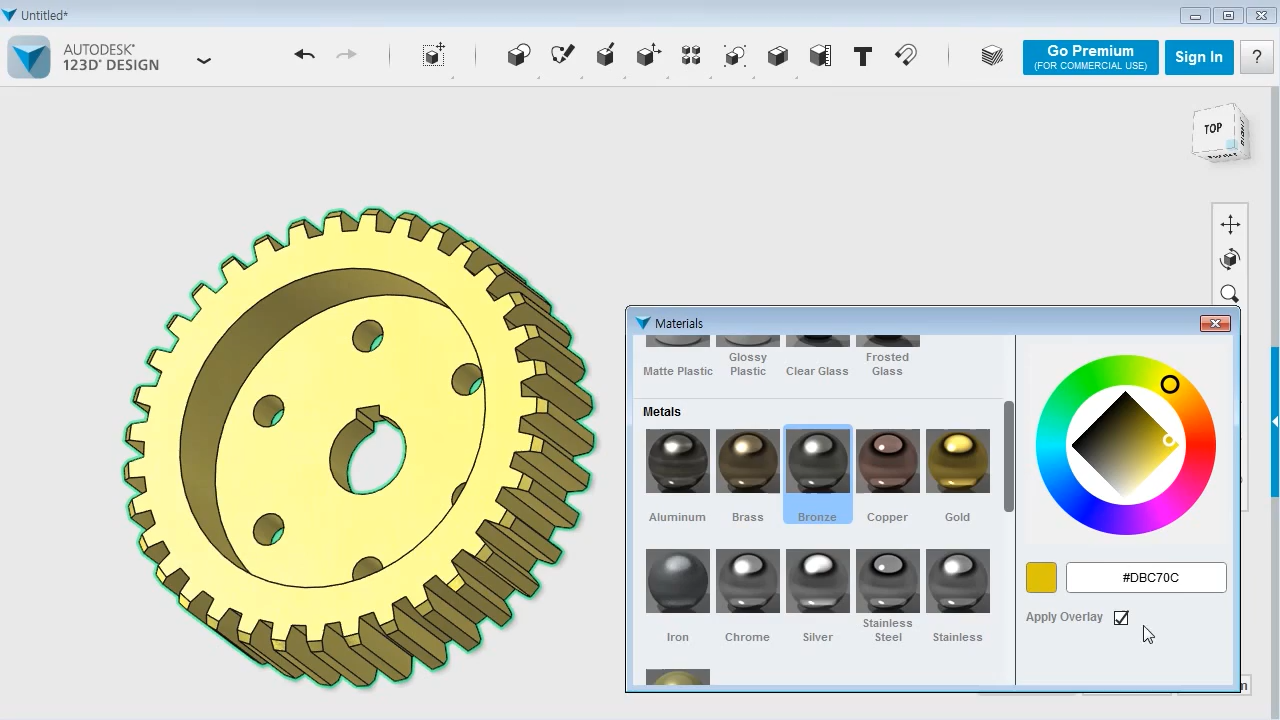 Untitled*
AUTODESK®
123D® DESIGN
T
Go Premium
(FOR COMMERCIAL USE)
Sign In
?
TOP
Materials
Matte Plastic
Glossy
Plastic
Clear Glass
Frosted
Glass
Metals
Aluminum
Brass
Bronze
Copper
Gold
Iron
Chrome
Silver
Stainless
Steel
Stainless
#DBC70C
Apply Overlay